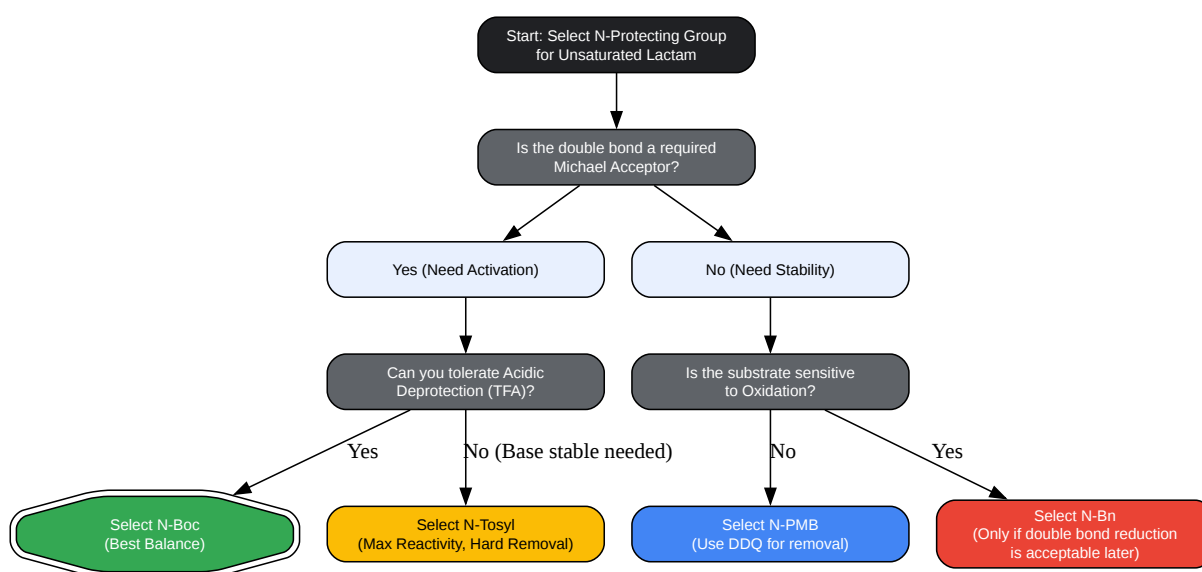 Start: Select N-Protecting Group
for Unsaturated Lactam
Is the double bond a required
Michael Acceptor?
Yes (Need Activation)
No (Need Stability)
Can you tolerate Acidic
Deprotection (TFA)?
Is the substrate sensitive
to Oxidation?
Yes
No (Base stable needed)
No
Yes
Select N-Boc
(Best Balance)
Select N-Tosyl
(Max Reactivity, Hard Removal)
Select N-PMB
(Use DDQ for removal)
Select N-Bn
(Only if double bond reduction
is acceptable later)